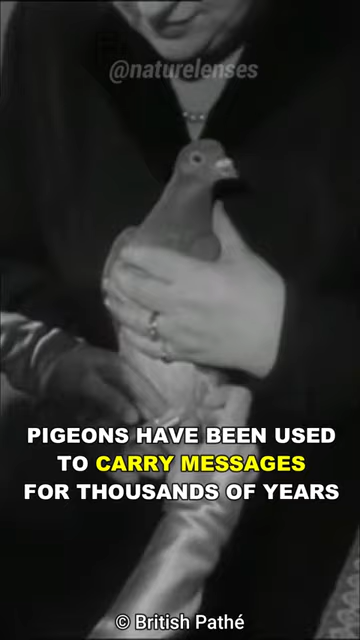 @naturelenses
PIGEONS HAVE BEEN USED
TO CARRY MESSAGES
FOR THOUSANDS OF YEARS
© British Pathé